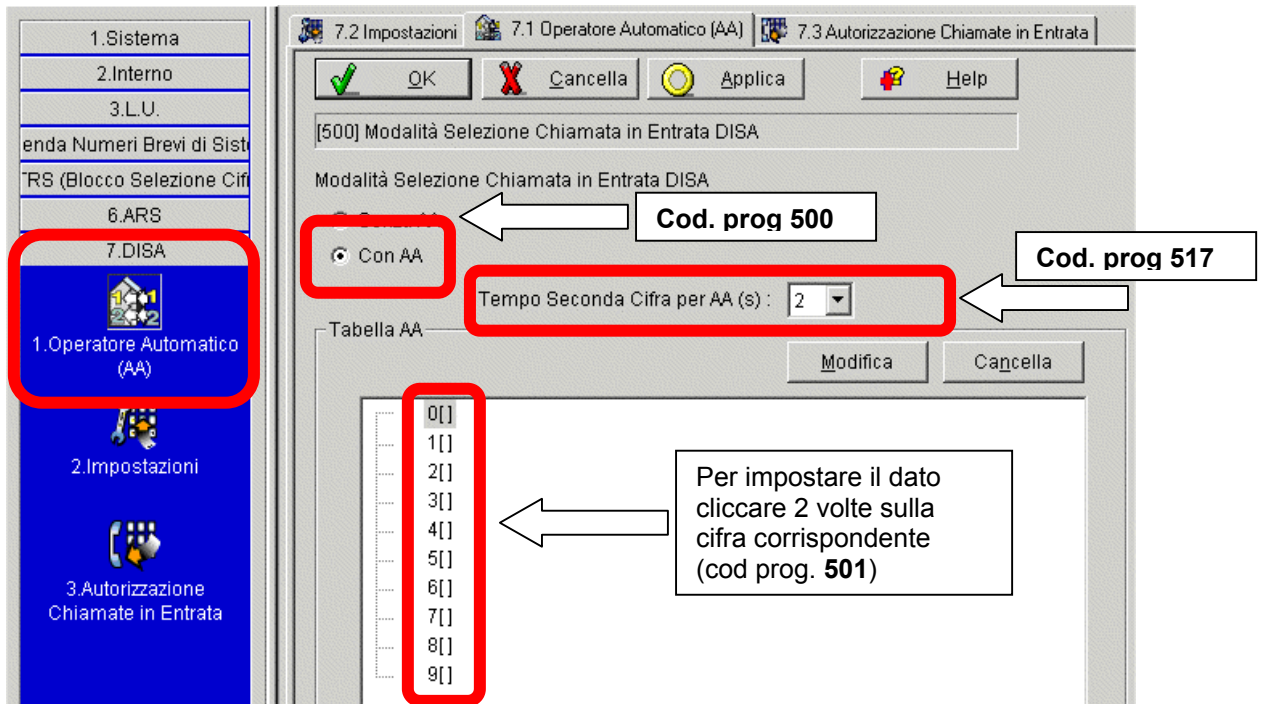 1.Sistema
2.Interno
3.L.U.
enda Numeri Brevi di Sist
TRS (Blocco Selezione Cif
6.ARS
7.DISA
1.Operatore Automatico
(AA)
2.Impostazioni
3.Autorizzazione
Chiamate in Entrata
7.2 Impostazioni
7.1 Operatore Automatico (AA)
7.3 Autorizzazione Chiamate in Entrata
OK
Cancella
Applica
Help
[500] Modalità Selezione Chiamata in Entrata DISA
Modalità Selezione Chiamata in Entrata DISA
Cod. prog 500
Con AA
Cod. prog 517
Tempo Seconda Cifra per AA (s) : 2
Tabella AA
Modifica
Cancella
0[]
1[]
2[]
3[]
4[]
5[]
6[]
7[]
8[]
9[]
Per impostare il dato
cliccare 2 volte sulla
cifra corrispondente
(cod prog. 501)